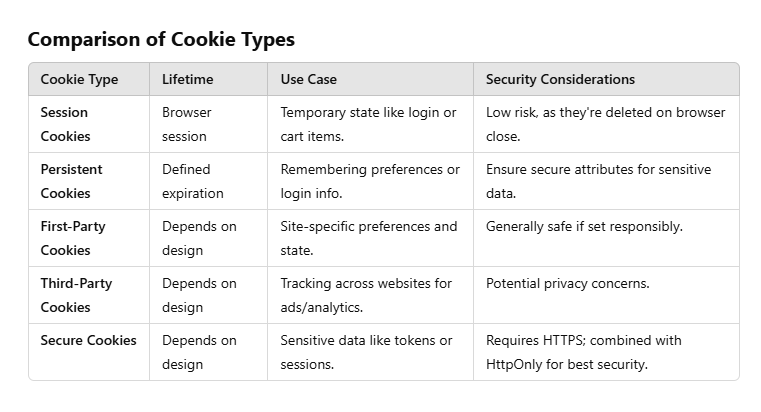 Comparison of Cookie Types
Cookie Type Lifetime Use Case Security Considerations
Session Browser Temporary state like login or Low risk, as they're deleted on browser
Cookies session cart items. close.
Persistent Defined Remembering preferences or Ensure secure attributes for sensitive
Cookies expiration login info. data.
First-Party Depends on Site-specific preferences and Generally safe if set responsibly.
Cookies design state.
Third-Party Depends on Tracking across websites for Potential privacy concerns.
Cookies design ads/analytics.
Secure Cookies Depends on Sensitive data like tokens or Requires HTTPS; combined with
design sessions. HttpOnly for best security.